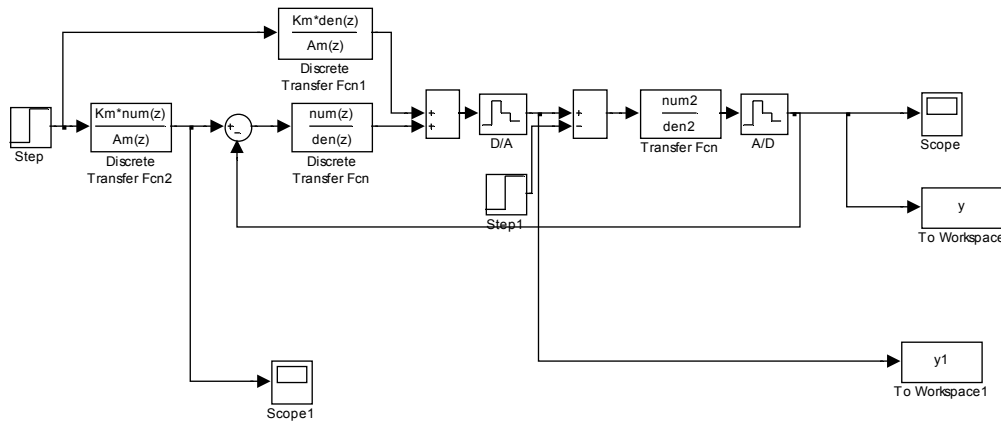 Km*den(z)
Am(z)
Discrete
Transfer Fcn1
Step
Km*num(z)
Am(z)
Discrete
Transfer Fcn2
+
−
num(z)
den(z)
Discrete
Transfer Fcn
+
+
D/A
+
−
num2
den2
Transfer Fcn
A/D
Scope
Step1
y
To Workspace
y1
To Workspace1
Scope1